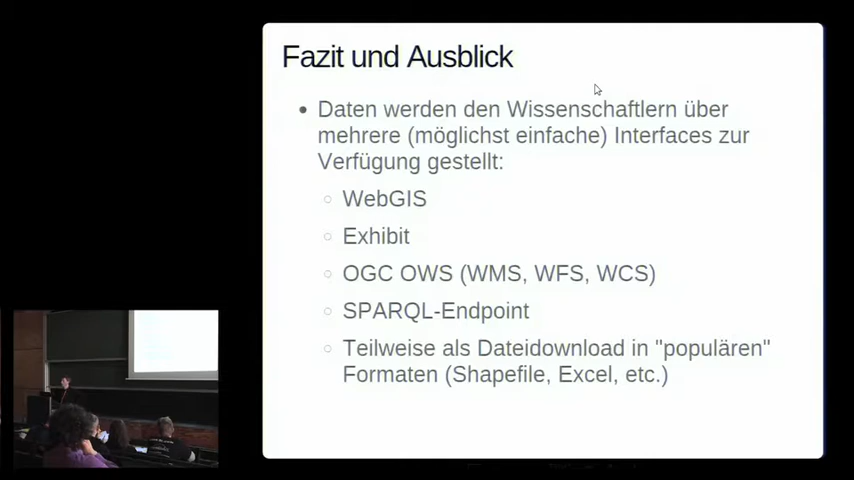 Fazit und Ausblick
Daten werden den Wissenschaftlern über
mehrere (möglichst einfache) Interfaces zur
Verfügung gestellt:
WebGIS
Exhibit
OGC OWS (WMS, WFS, WCS)
SPARQL-Endpoint
Teilweise als Dateidownload in "populären"
Formaten (Shapefile, Excel, etc.)